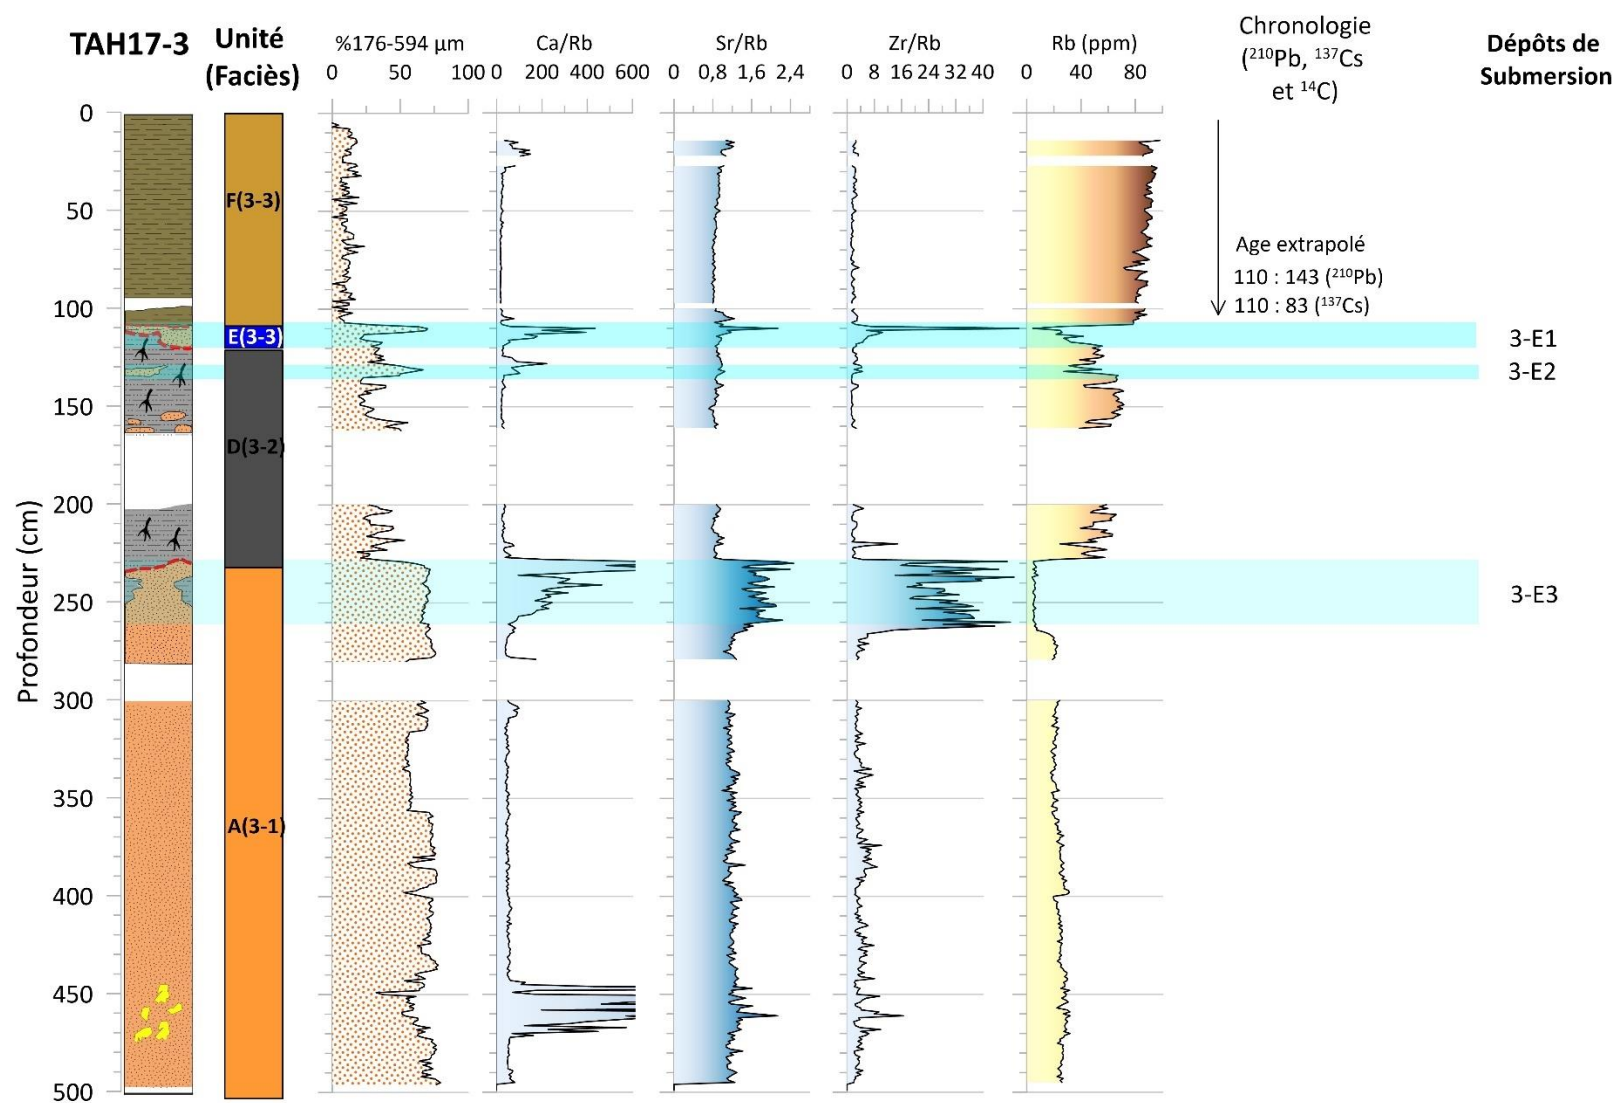 TAH17-3
Unité
(Faciès)
%176-594 µm
Ca/Rb
Sr/Rb
Zr/Rb
Rb (ppm)
Chronologie
(²¹⁰Pb, ¹³⁷Cs
et ¹⁴C)
Dépôts de
Submersion
0 50 100
0 200 400 600
0 0,8 1,6 2,4
0 8 16 24 32 40
0 40 80
Profondeur (cm)
0
50
100
150
200
250
300
350
400
450
500
F(3-3)
E(3-3)
D(3-2)
A(3-1)
Age extrapolé
110 : 143 (²¹⁰Pb)
110 : 83 (¹³⁷Cs)
3-E1
3-E2
3-E3